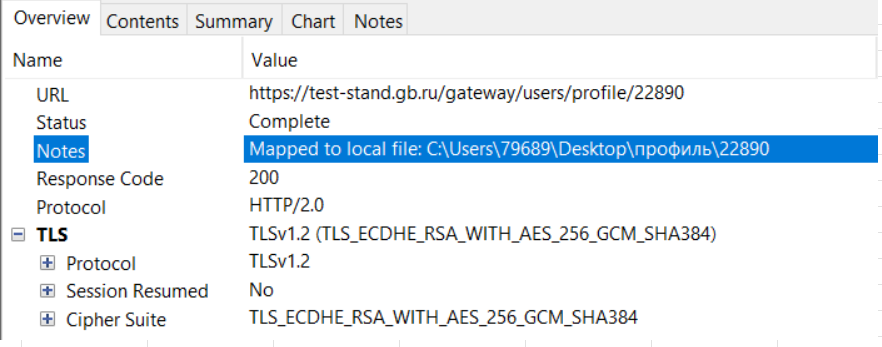 Overview Contents Summary Chart Notes
Name Value
URL https://test-stand.gb.ru/gateway/users/profile/22890
Status Complete
Notes Mapped to local file: C:\Users\79689\Desktop\профиль\22890
Response Code 200
Protocol HTTP/2.0
TLS TLSv1.2 (TLS_ECDHE_RSA_WITH_AES_256_GCM_SHA384)
Protocol TLSv1.2
Session Resumed No
Cipher Suite TLS_ECDHE_RSA_WITH_AES_256_GCM_SHA384